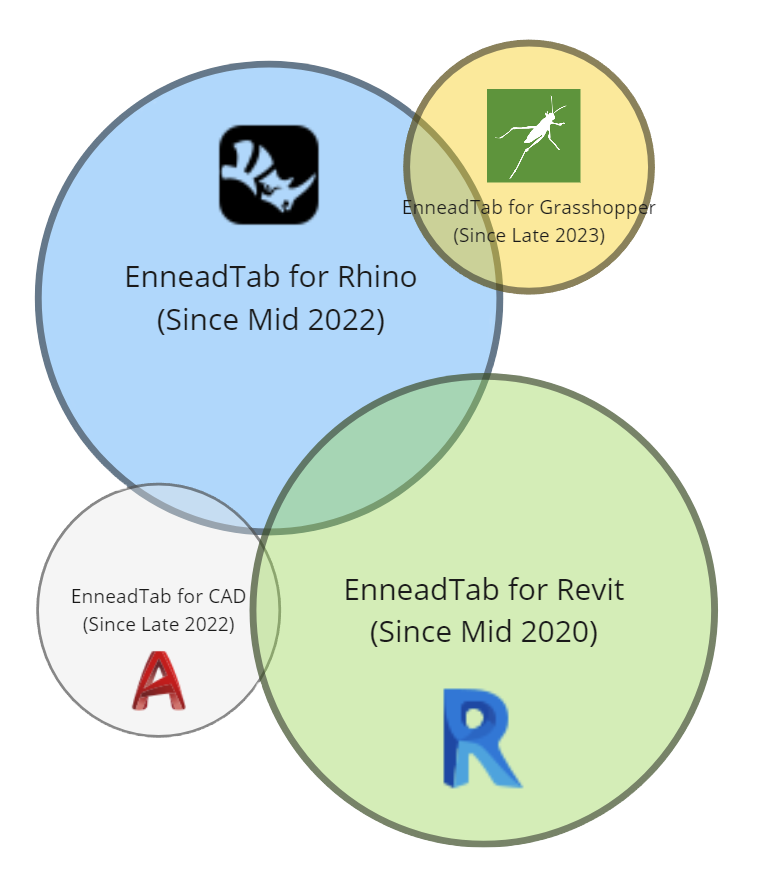 EnneadTab for Grasshopper
(Since Late 2023)
EnneadTab for Rhino
(Since Mid 2022)
EnneadTab for CAD
(Since Late 2022)
EnneadTab for Revit
(Since Mid 2020)